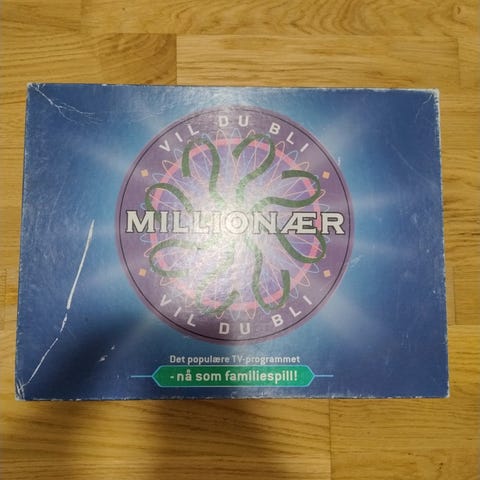 VIL DU BLI
MILLIONÆR
VIL DU BLI
Det populære TV-programmet
- nå som familiespill!